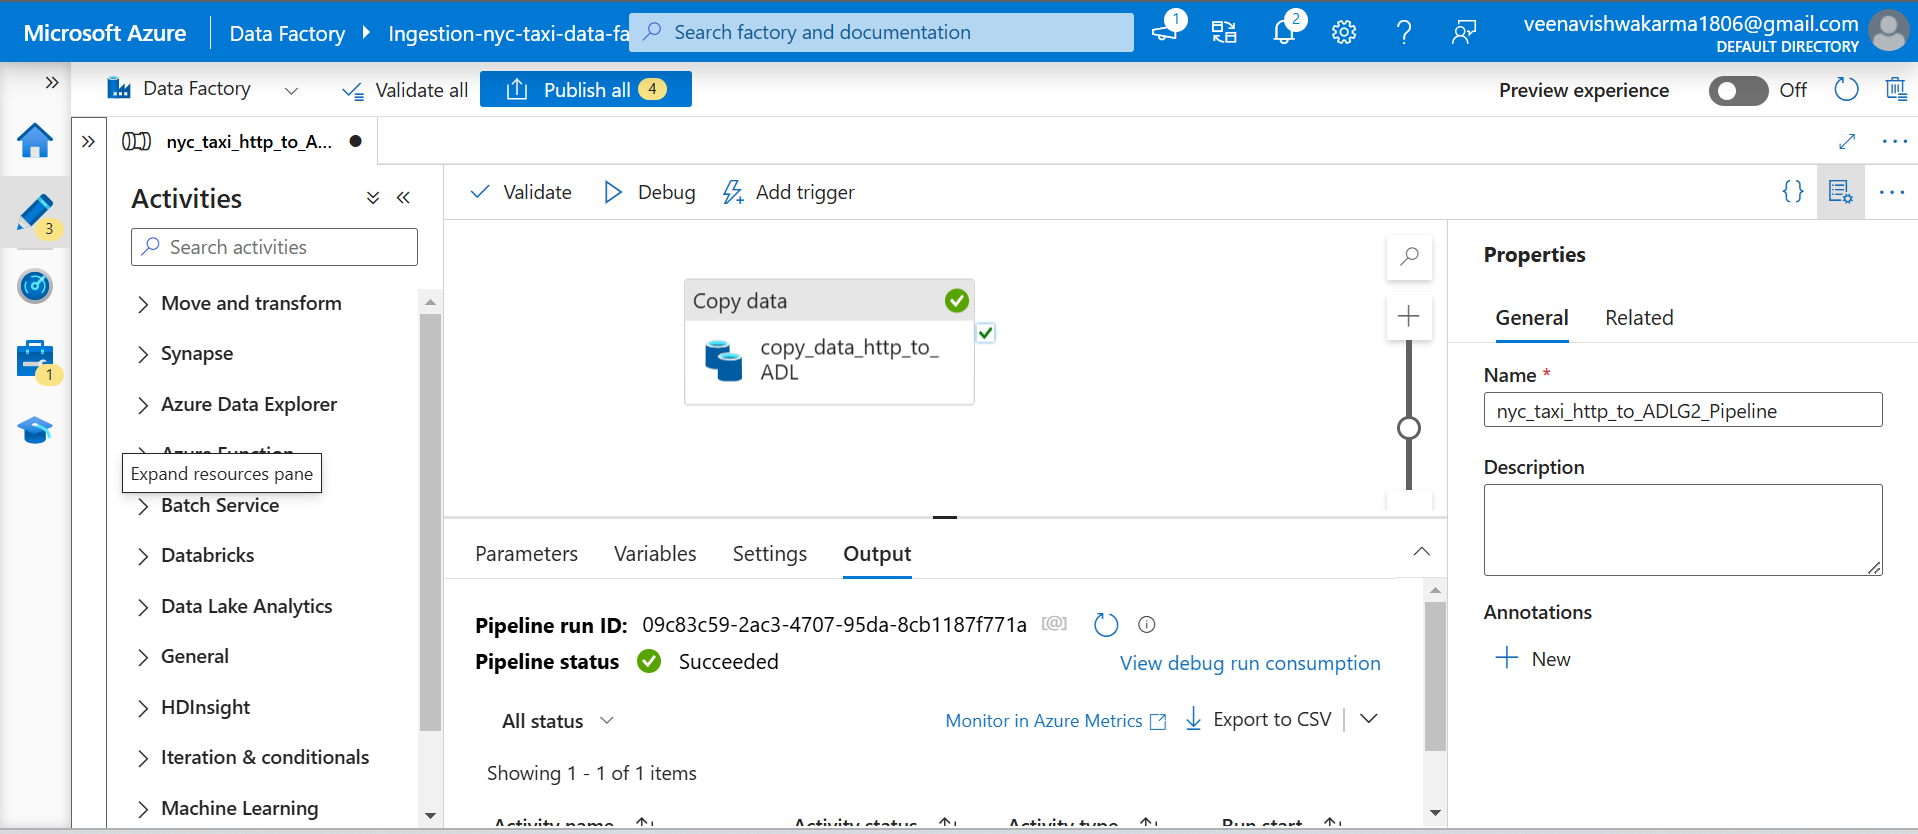 Microsoft Azure
Data Factory
Ingestion-nyc-taxi-data-fa
Search factory and documentation
1
2
veenavishwakarma1806@gmail.com
DEFAULT DIRECTORY
Data Factory
Validate all
Publish all 4
Preview experience
Off
nyc_taxi_http_to_A...
3
1
Activities
Search activities
Move and transform
Synapse
Azure Data Explorer
Azure Function
Expand resources pane
Batch Service
Databricks
Data Lake Analytics
General
HDInsight
Iteration & conditionals
Machine Learning
Validate
Debug
Add trigger
Copy data
copy_data_http_to_
ADL
Parameters
Variables
Settings
Output
Pipeline run ID: 09c83c59-2ac3-4707-95da-8cb1187f771a
Pipeline status Succeeded
View debug run consumption
All status
Monitor in Azure Metrics
Export to CSV
Showing 1 - 1 of 1 items
Activity name
Activity status
Activity type
Run start
Properties
General
Related
Name *
nyc_taxi_http_to_ADLG2_Pipeline
Description
Annotations
New